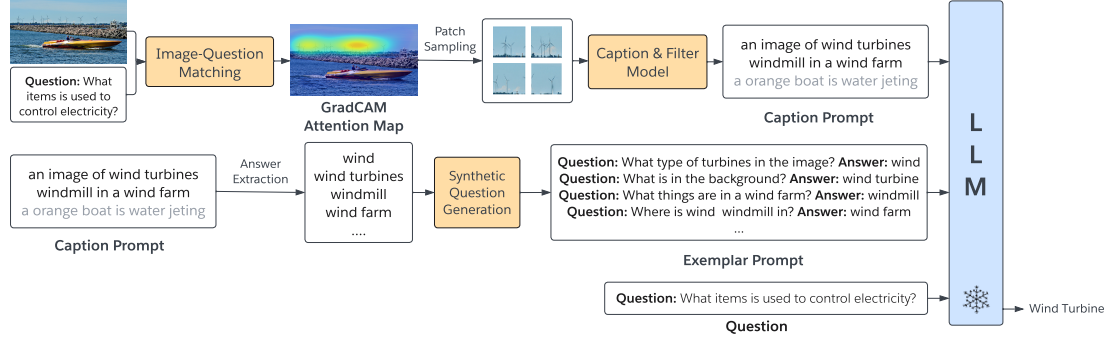 Question: What
items is used to
control electricity?
Image-Question
Matching
GradCAM
Attention Map
Patch
Sampling
Caption & Filter
Model
an image of wind turbines
windmill in a wind farm
a orange boat is water jeting
Caption Prompt
an image of wind turbines
windmill in a wind farm
a orange boat is water jeting
Caption Prompt
Answer
Extraction
wind
wind turbines
windmill
wind farm
....
Synthetic
Question
Generation
Question: What type of turbines in the image? Answer: wind
Question: What is in the background? Answer: wind turbine
Question: What things are in a wind farm? Answer: windmill
Question: Where is wind windmill in? Answer: wind farm
...
Exemplar Prompt
Question: What items is used to control electricity?
Question
L
L
M
Wind Turbine